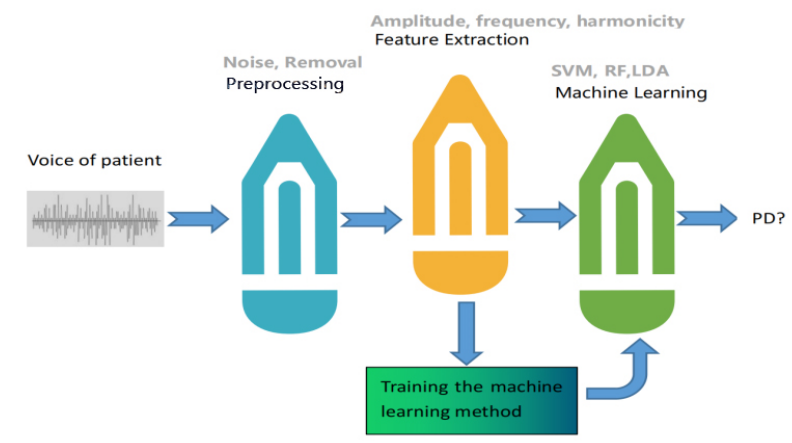 Amplitude, frequency, harmonicity
Feature Extraction
Noise, Removal
Preprocessing
SVM, RF,LDA
Machine Learning
Voice of patient
PD?
Training the machine
learning method